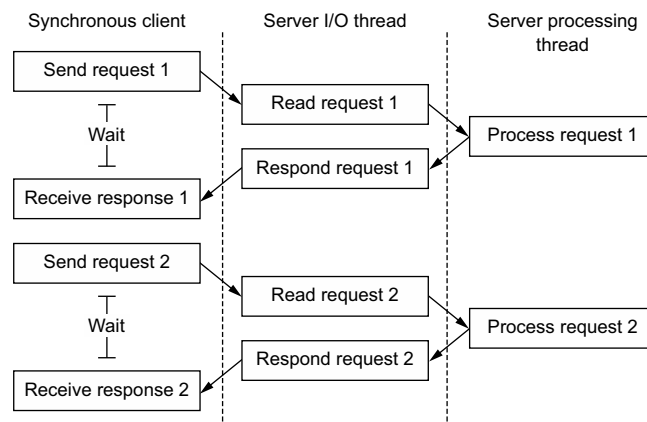 Synchronous client
Server I/O thread
Server processing
thread
Send request 1
Read request 1
Wait
Process request 1
Respond request 1
Receive response 1
Send request 2
Read request 2
Wait
Process request 2
Respond request 2
Receive response 2